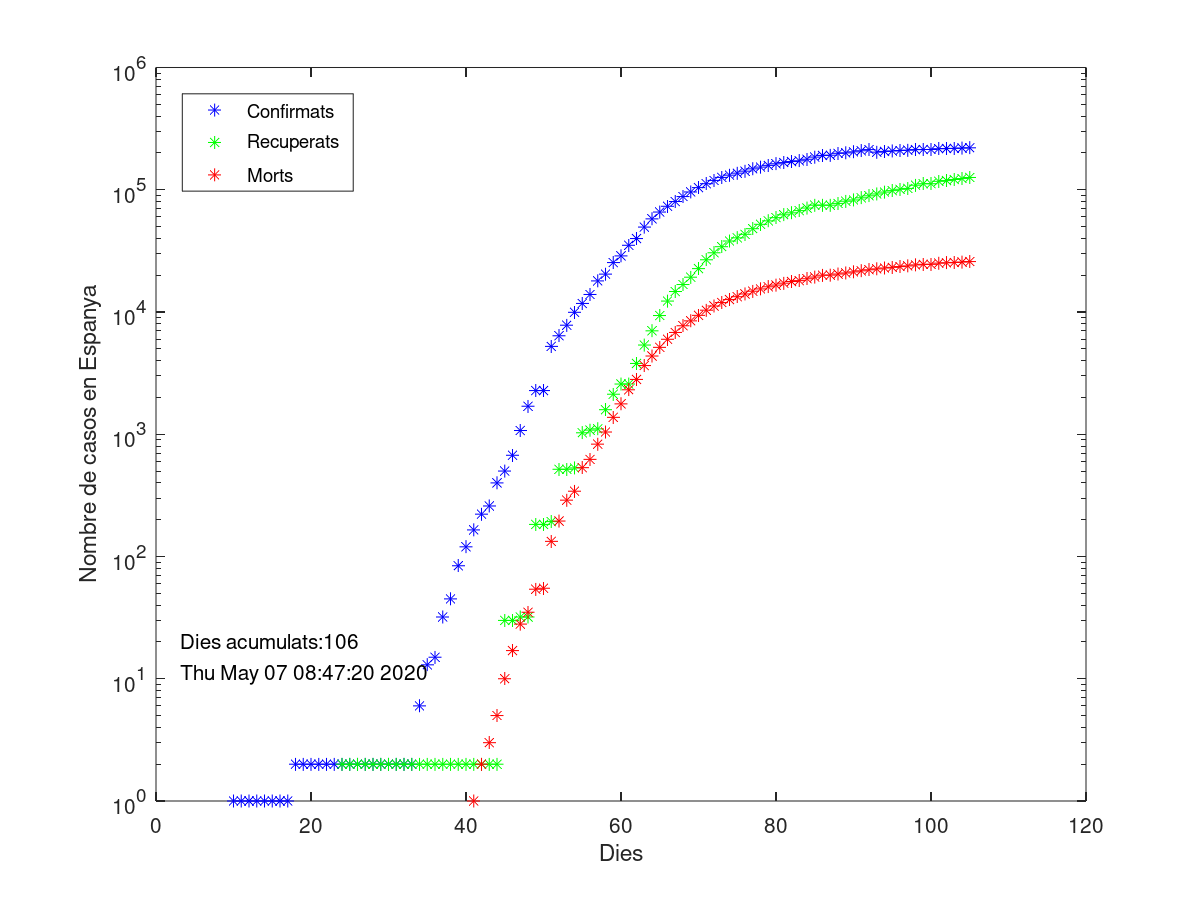 10^6
10^5
10^4
10^3
10^2
10^1
10^0
Nombre de casos en Espanya
Confirmats
Recuperats
Morts
Dies acumulats:106
Thu May 07 08:47:20 2020
0 20 40 60 80 100 120
Dies